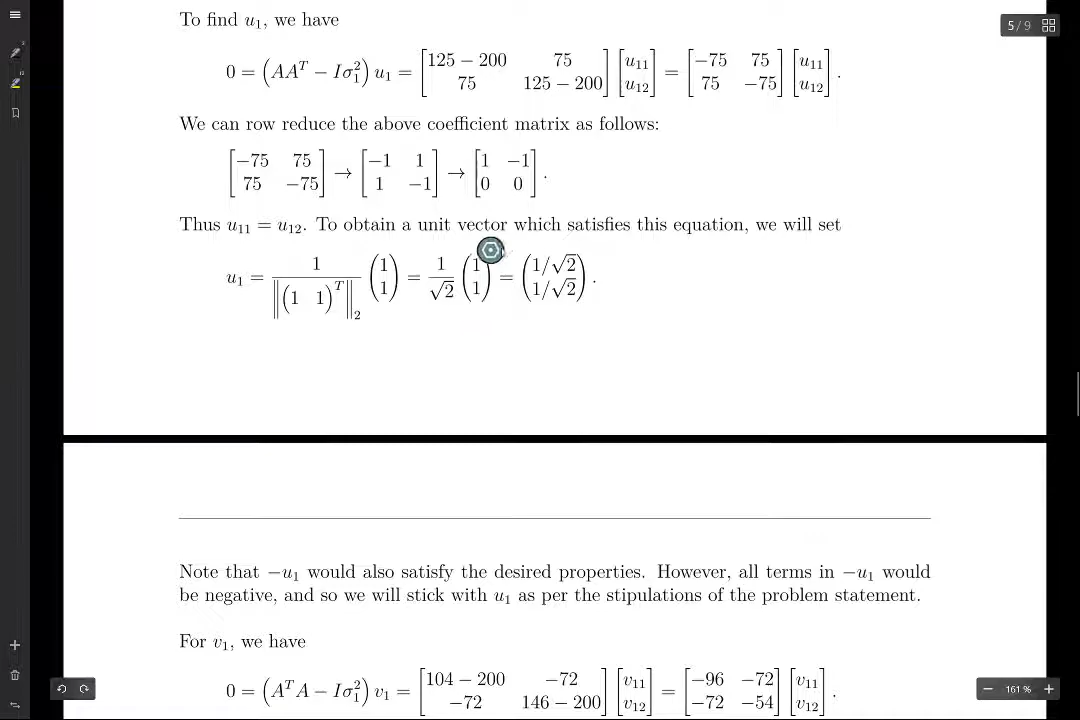 To find u₁, we have
5 / 9
0 = (AAᵀ − Iσ₁²) u₁ = [125 − 200 75; 75 125 − 200] [u₁₁; u₁₂] = [−75 75; 75 −75] [u₁₁; u₁₂].
We can row reduce the above coefficient matrix as follows:
[−75 75; 75 −75] → [−1 1; 1 −1] → [1 −1; 0 0].
Thus u₁₁ = u₁₂. To obtain a unit vector which satisfies this equation, we will set
u₁ = 1/‖(1 1)ᵀ‖₂ (1; 1) = 1/√2 (1; 1) = (1/√2; 1/√2).
Note that −u₁ would also satisfy the desired properties. However, all terms in −u₁ would
be negative, and so we will stick with u₁ as per the stipulations of the problem statement.
For v₁, we have
0 = (AᵀA − Iσ₁²) v₁ = [104 − 200 −72; −72 146 − 200] [v₁₁; v₁₂] = [−96 −72; −72 −54] [v₁₁; v₁₂].
161 %